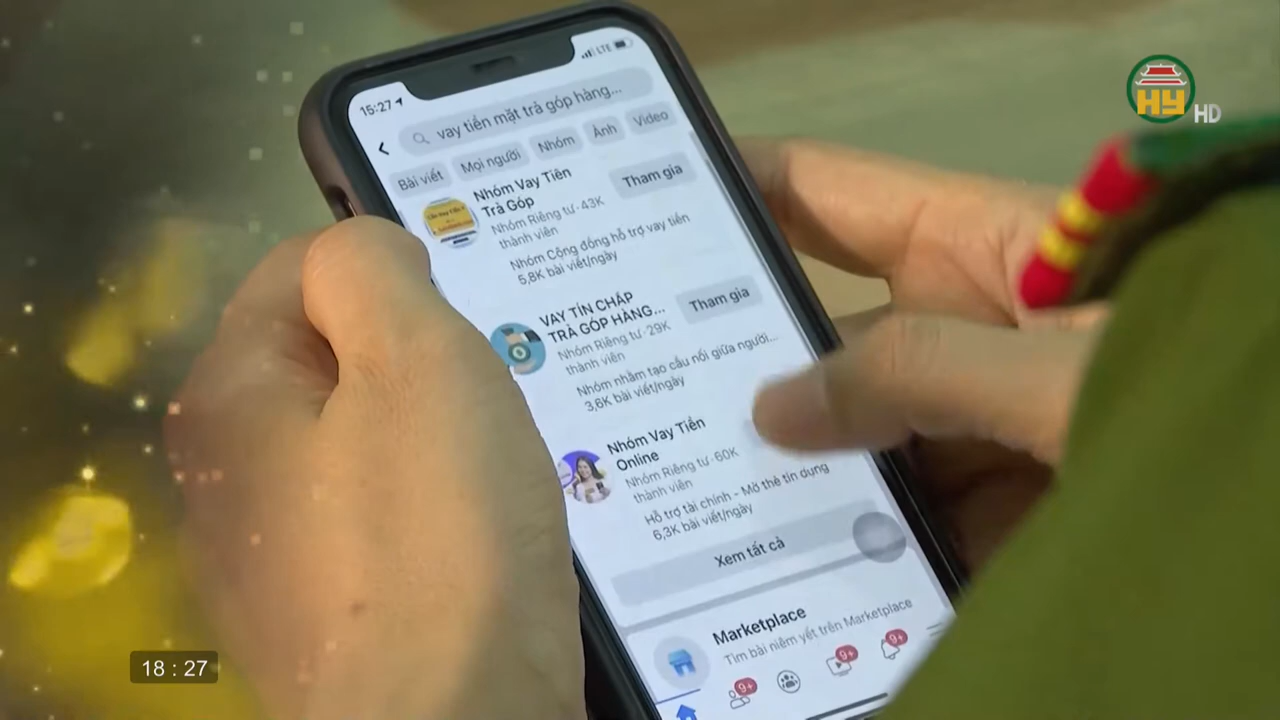 HY HD
15:27
LTE
vay tiền mặt trả góp hàng...
Bài viết Mọi người Nhóm Ảnh Video
Nhóm Vay Tiền
Trả Góp
Tham gia
Nhóm Riêng tư · 43K
thành viên
Nhóm Cộng đồng hỗ trợ vay tiền
5,8K bài viết/ngày
VAY TÍN CHẤP
TRẢ GÓP HÀNG...
Tham gia
Nhóm Riêng tư · 29K
thành viên
Nhóm nhằm tạo cầu nối giữa người...
3,6K bài viết/ngày
Nhóm Vay Tiền
Online
Nhóm Riêng tư · 60K
thành viên
Hỗ trợ tài chính - Mở thẻ tín dụng
6,3K bài viết/ngày
Xem tất cả
Marketplace
Tìm bài niêm yết trên Marketplace
9+ 9+ 9+
18 : 27